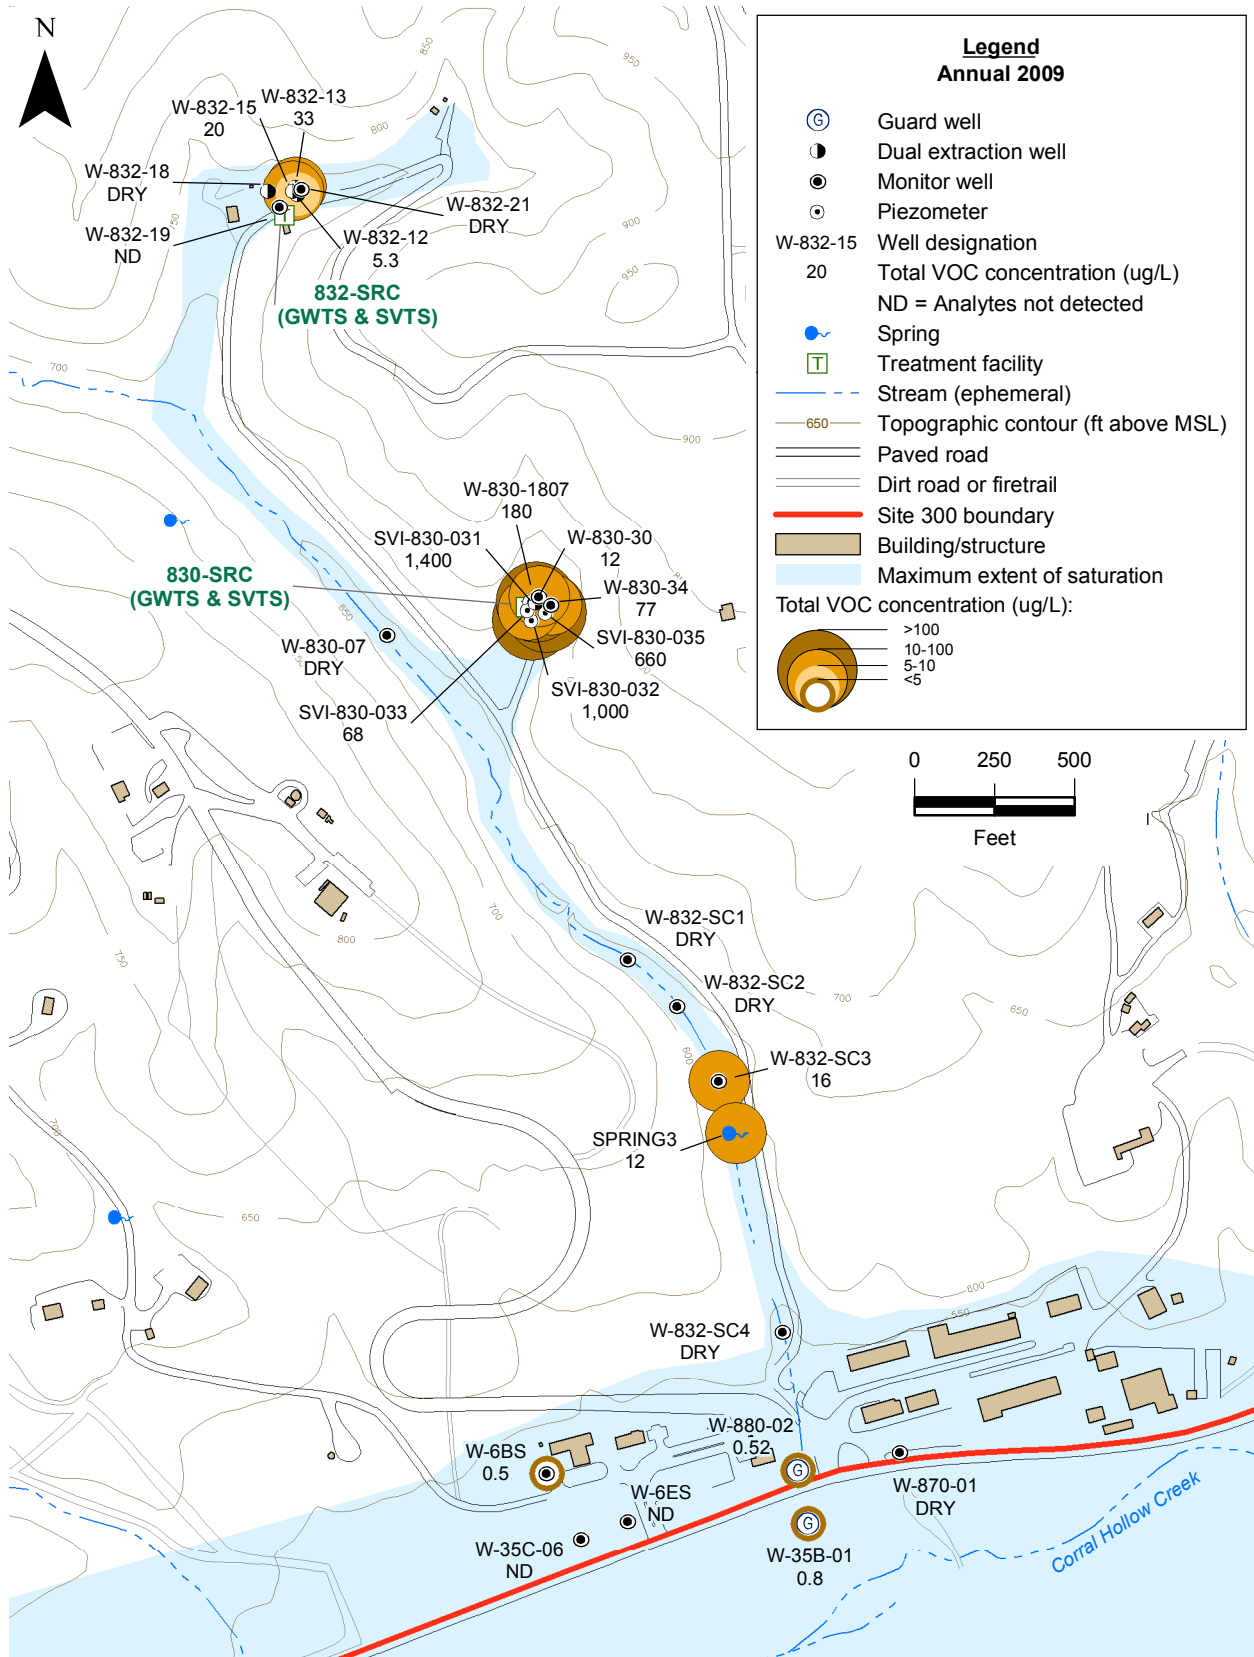 N
Legend
Annual 2009
G
Guard well
Dual extraction well
Monitor well
Piezometer
W-832-15 Well designation
20 Total VOC concentration (ug/L)
ND = Analytes not detected
Spring
T Treatment facility
Stream (ephemeral)
650 Topographic contour (ft above MSL)
Paved road
Dirt road or firetrail
Site 300 boundary
Building/structure
Maximum extent of saturation
Total VOC concentration (ug/L):
>100
10-100
5-10
<5
0 250 500
Feet
850
950
800
W-832-15
20
W-832-13
33
W-832-18
DRY
750
W-832-21
DRY
W-832-19
ND
T
W-832-12
5.3
900
950
832-SRC
(GWTS & SVTS)
700
900
W-830-1807
180
SVI-830-031
1,400
W-830-30
12
830-SRC
(GWTS & SVTS)
W-830-34
77
650
W-830-07
DRY
SVI-830-035
660
SVI-830-032
1,000
SVI-830-033
68
700
800
750
W-832-SC1
DRY
W-832-SC2
DRY
700
650
600
W-832-SC3
16
SPRING3
12
700
650
600
550
W-832-SC4
DRY
W-880-02
0.52
G
W-6BS
0.5
W-6ES
ND
W-870-01
DRY
G
W-35C-06
ND
W-35B-01
0.8
Corral Hollow Creek